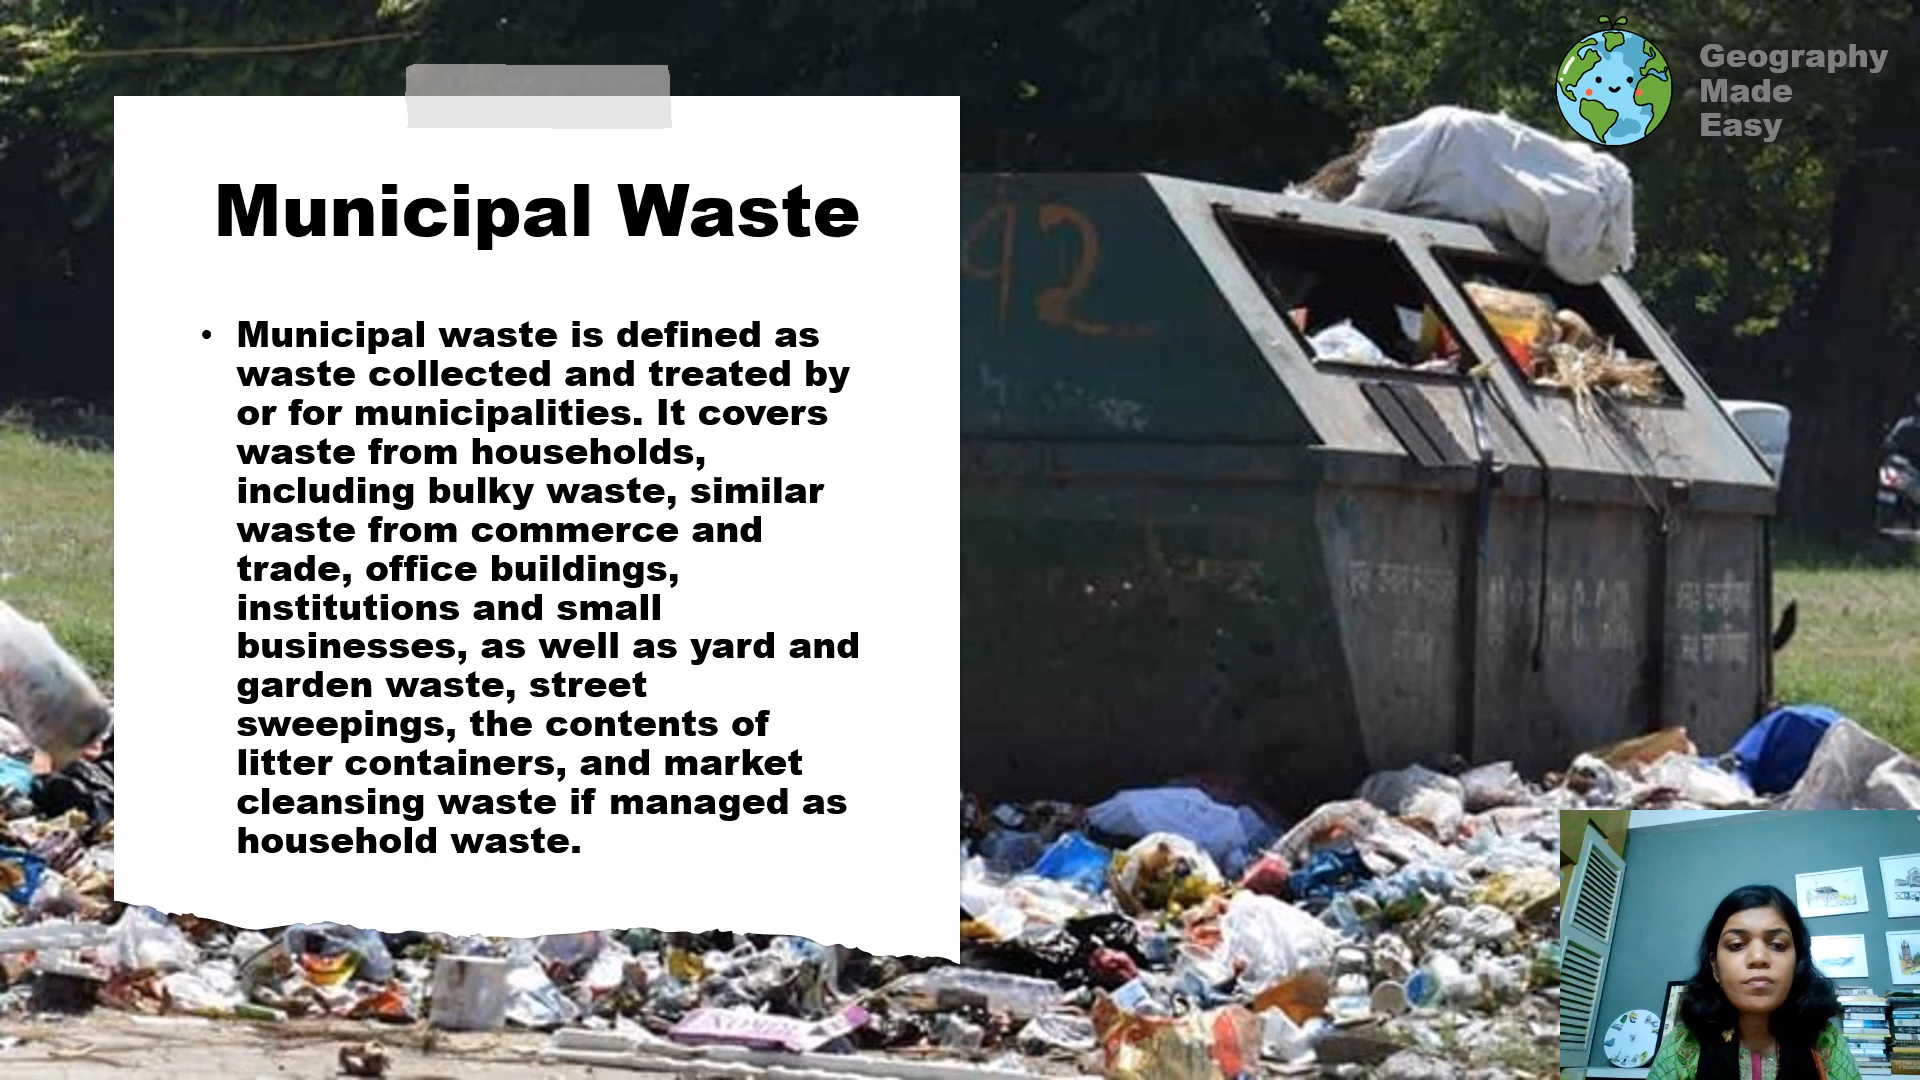 Geography
Made
Easy
Municipal Waste
• Municipal waste is defined as
waste collected and treated by
or for municipalities. It covers
waste from households,
including bulky waste, similar
waste from commerce and
trade, office buildings,
institutions and small
businesses, as well as yard and
garden waste, street
sweepings, the contents of
litter containers, and market
cleansing waste if managed as
household waste.
92